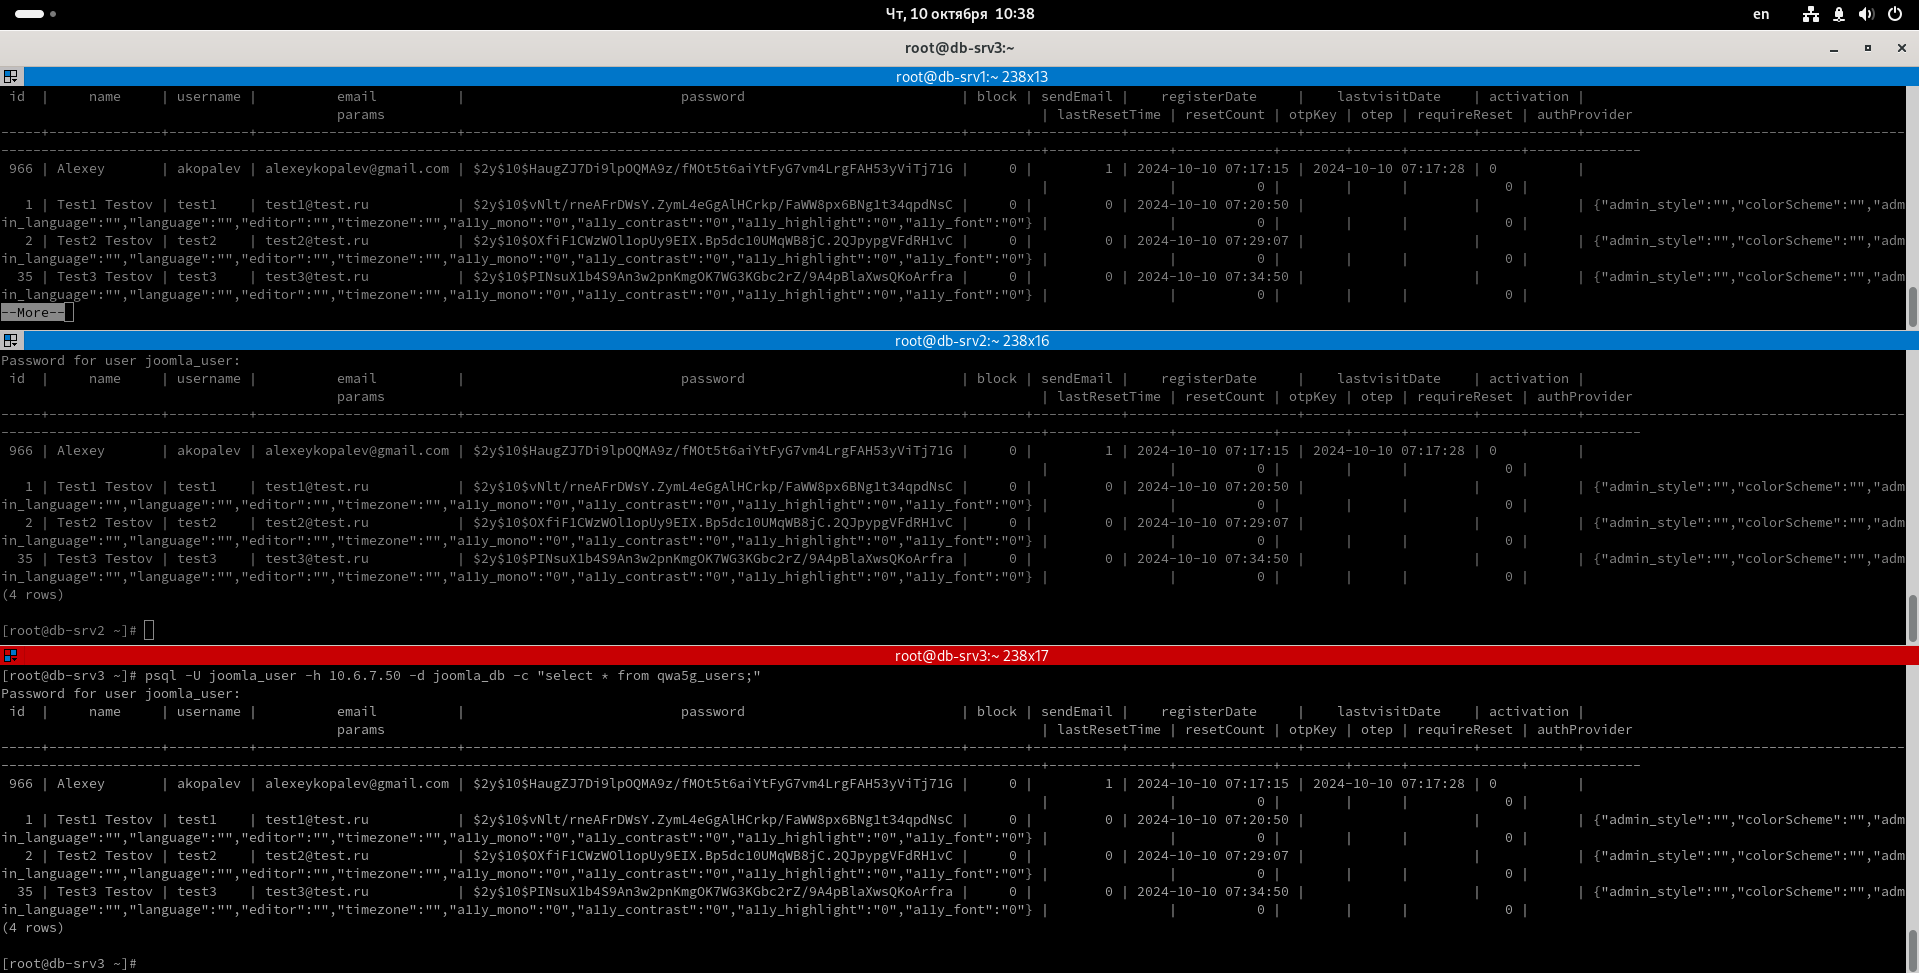 Чт, 10 октября 10:38
en
root@db-srv3:~
root@db-srv1:~ 238x13
id | name | username | email | password | block | sendEmail | registerDate | lastvisitDate | activation |
params | lastResetTime | resetCount | otpKey | otep | requireReset | authProvider
966 | Alexey | akopalev | alexeykopalev@gmail.com | $2y$10$HaugZJ7Di9lpOQMA9z/fMOt5t6aiYtFyG7vm4LrgFAH53yViTj71G | 0 | 1 | 2024-10-10 07:17:15 | 2024-10-10 07:17:28 | 0 |
| | 0 | | | 0 |
1 | Test1 Testov | test1 | test1@test.ru | $2y$10$vNlt/rneAFrDWsY.ZymL4eGgAlHCrkp/FaWW8px6BNg1t34qpdNsC | 0 | 0 | 2024-10-10 07:20:50 | | | {"admin_style":"","colorScheme":"","adm
in_language":"","language":"","editor":"","timezone":"","a11y_mono":"0","a11y_contrast":"0","a11y_highlight":"0","a11y_font":"0"} | | 0 | | | 0 |
2 | Test2 Testov | test2 | test2@test.ru | $2y$10$OXfiF1CWzWOl1opUy9EIX.Bp5dc10UMqWB8jC.2QJpypgVFdRH1vC | 0 | 0 | 2024-10-10 07:29:07 | | | {"admin_style":"","colorScheme":"","adm
in_language":"","language":"","editor":"","timezone":"","a11y_mono":"0","a11y_contrast":"0","a11y_highlight":"0","a11y_font":"0"} | | 0 | | | 0 |
35 | Test3 Testov | test3 | test3@test.ru | $2y$10$PINsuX1b4S9An3w2pnKmgOK7WG3KGbc2rZ/9A4pBlaXwsQKoArfra | 0 | 0 | 2024-10-10 07:34:50 | | | {"admin_style":"","colorScheme":"","adm
in_language":"","language":"","editor":"","timezone":"","a11y_mono":"0","a11y_contrast":"0","a11y_highlight":"0","a11y_font":"0"} | | 0 | | | 0 |
--More--
root@db-srv2:~ 238x16
Password for user joomla_user:
id | name | username | email | password | block | sendEmail | registerDate | lastvisitDate | activation |
params | lastResetTime | resetCount | otpKey | otep | requireReset | authProvider
966 | Alexey | akopalev | alexeykopalev@gmail.com | $2y$10$HaugZJ7Di9lpOQMA9z/fMOt5t6aiYtFyG7vm4LrgFAH53yViTj71G | 0 | 1 | 2024-10-10 07:17:15 | 2024-10-10 07:17:28 | 0 |
| | 0 | | | 0 |
1 | Test1 Testov | test1 | test1@test.ru | $2y$10$vNlt/rneAFrDWsY.ZymL4eGgAlHCrkp/FaWW8px6BNg1t34qpdNsC | 0 | 0 | 2024-10-10 07:20:50 | | | {"admin_style":"","colorScheme":"","adm
in_language":"","language":"","editor":"","timezone":"","a11y_mono":"0","a11y_contrast":"0","a11y_highlight":"0","a11y_font":"0"} | | 0 | | | 0 |
2 | Test2 Testov | test2 | test2@test.ru | $2y$10$OXfiF1CWzWOl1opUy9EIX.Bp5dc10UMqWB8jC.2QJpypgVFdRH1vC | 0 | 0 | 2024-10-10 07:29:07 | | | {"admin_style":"","colorScheme":"","adm
in_language":"","language":"","editor":"","timezone":"","a11y_mono":"0","a11y_contrast":"0","a11y_highlight":"0","a11y_font":"0"} | | 0 | | | 0 |
35 | Test3 Testov | test3 | test3@test.ru | $2y$10$PINsuX1b4S9An3w2pnKmgOK7WG3KGbc2rZ/9A4pBlaXwsQKoArfra | 0 | 0 | 2024-10-10 07:34:50 | | | {"admin_style":"","colorScheme":"","adm
in_language":"","language":"","editor":"","timezone":"","a11y_mono":"0","a11y_contrast":"0","a11y_highlight":"0","a11y_font":"0"} | | 0 | | | 0 |
(4 rows)
[root@db-srv2 ~]#
root@db-srv3:~ 238x17
[root@db-srv3 ~]# psql -U joomla_user -h 10.6.7.50 -d joomla_db -c "select * from qwa5g_users;"
Password for user joomla_user:
id | name | username | email | password | block | sendEmail | registerDate | lastvisitDate | activation |
params | lastResetTime | resetCount | otpKey | otep | requireReset | authProvider
966 | Alexey | akopalev | alexeykopalev@gmail.com | $2y$10$HaugZJ7Di9lpOQMA9z/fMOt5t6aiYtFyG7vm4LrgFAH53yViTj71G | 0 | 1 | 2024-10-10 07:17:15 | 2024-10-10 07:17:28 | 0 |
| | 0 | | | 0 |
1 | Test1 Testov | test1 | test1@test.ru | $2y$10$vNlt/rneAFrDWsY.ZymL4eGgAlHCrkp/FaWW8px6BNg1t34qpdNsC | 0 | 0 | 2024-10-10 07:20:50 | | | {"admin_style":"","colorScheme":"","adm
in_language":"","language":"","editor":"","timezone":"","a11y_mono":"0","a11y_contrast":"0","a11y_highlight":"0","a11y_font":"0"} | | 0 | | | 0 |
2 | Test2 Testov | test2 | test2@test.ru | $2y$10$OXfiF1CWzWOl1opUy9EIX.Bp5dc10UMqWB8jC.2QJpypgVFdRH1vC | 0 | 0 | 2024-10-10 07:29:07 | | | {"admin_style":"","colorScheme":"","adm
in_language":"","language":"","editor":"","timezone":"","a11y_mono":"0","a11y_contrast":"0","a11y_highlight":"0","a11y_font":"0"} | | 0 | | | 0 |
35 | Test3 Testov | test3 | test3@test.ru | $2y$10$PINsuX1b4S9An3w2pnKmgOK7WG3KGbc2rZ/9A4pBlaXwsQKoArfra | 0 | 0 | 2024-10-10 07:34:50 | | | {"admin_style":"","colorScheme":"","adm
in_language":"","language":"","editor":"","timezone":"","a11y_mono":"0","a11y_contrast":"0","a11y_highlight":"0","a11y_font":"0"} | | 0 | | | 0 |
(4 rows)
[root@db-srv3 ~]#